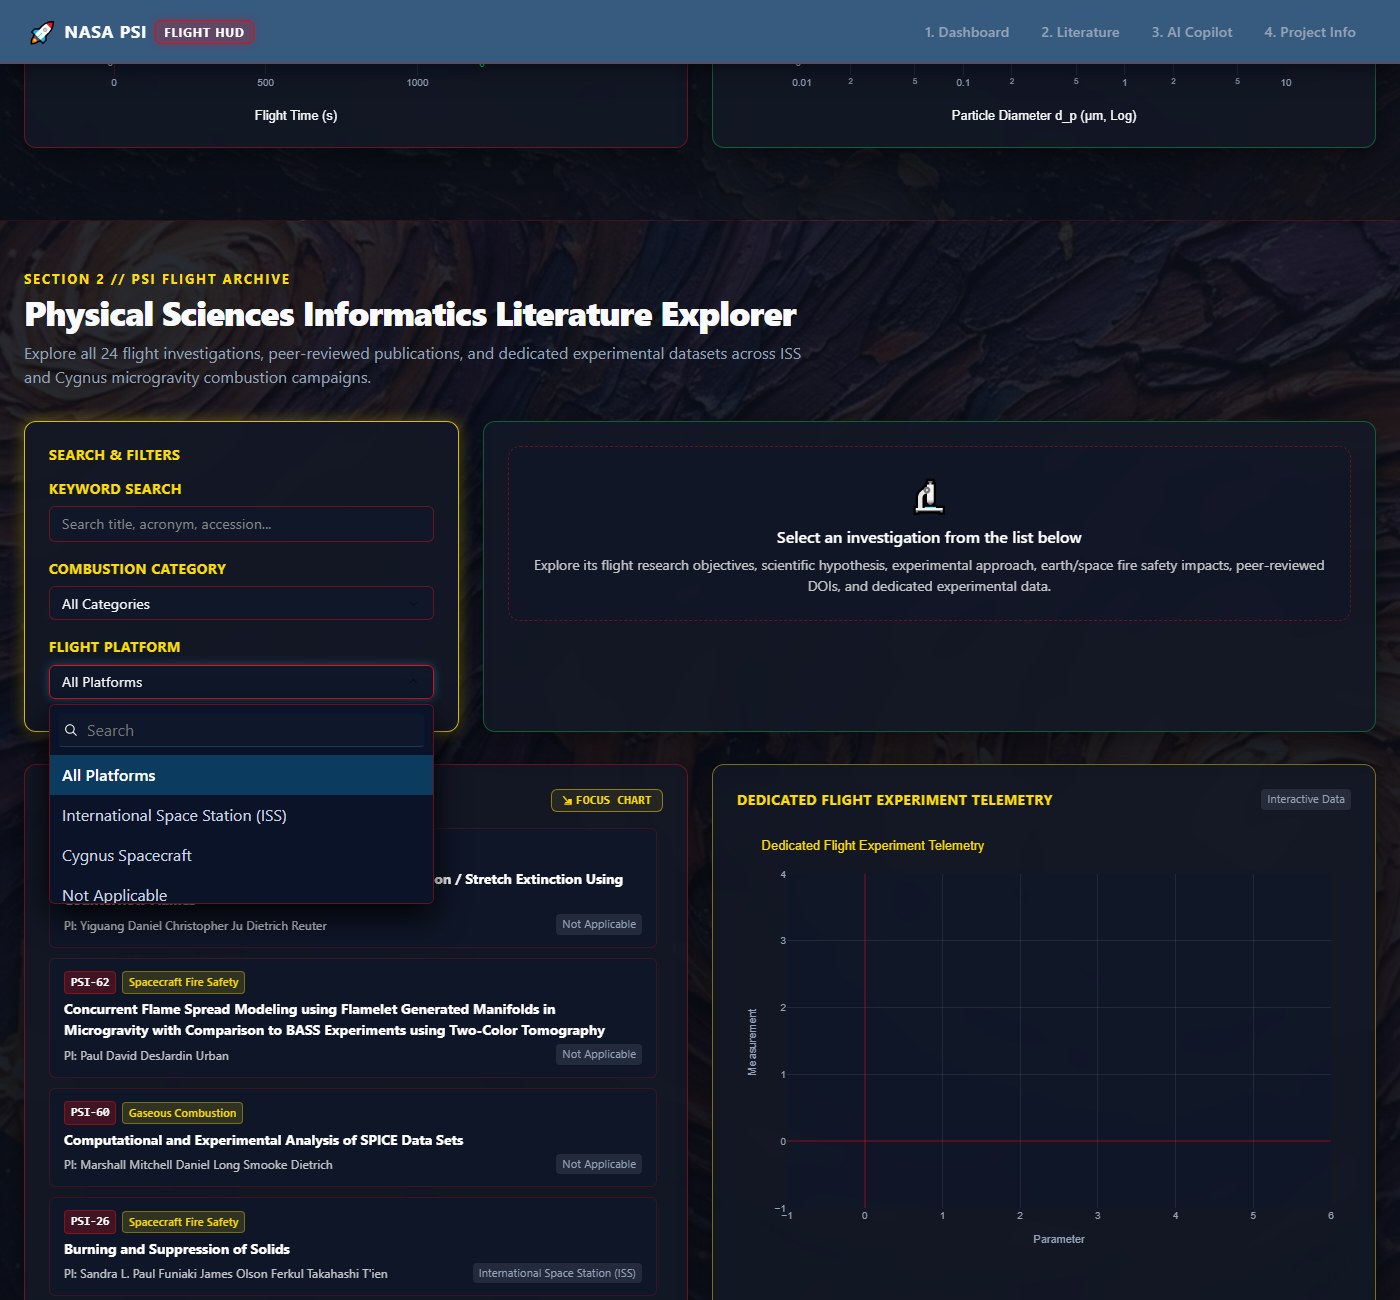 NASA PSI
FLIGHT HUD
1. Dashboard
2. Literature
3. AI Copilot
4. Project Info
0
500
1000
Flight Time (s)
0.01
2
5
0.1
2
5
1
2
5
10
Particle Diameter d_p (µm, Log)
SECTION 2 // PSI FLIGHT ARCHIVE
Physical Sciences Informatics Literature Explorer
Explore all 24 flight investigations, peer-reviewed publications, and dedicated experimental datasets across ISS
and Cygnus microgravity combustion campaigns.
SEARCH & FILTERS
KEYWORD SEARCH
Search title, acronym, accession...
COMBUSTION CATEGORY
All Categories
FLIGHT PLATFORM
All Platforms
Search
All Platforms
International Space Station (ISS)
Cygnus Spacecraft
Not Applicable
Select an investigation from the list below
Explore its flight research objectives, scientific hypothesis, experimental approach, earth/space fire safety impacts, peer-reviewed
DOIs, and dedicated experimental data.
FOCUS CHART
on / Stretch Extinction Using
PI: Yiguang Daniel Christopher Ju Dietrich Reuter
Not Applicable
PSI-62
Spacecraft Fire Safety
Concurrent Flame Spread Modeling using Flamelet Generated Manifolds in
Microgravity with Comparison to BASS Experiments using Two-Color Tomography
PI: Paul David DesJardin Urban
Not Applicable
PSI-60
Gaseous Combustion
Computational and Experimental Analysis of SPICE Data Sets
PI: Marshall Mitchell Daniel Long Smooke Dietrich
Not Applicable
PSI-26
Spacecraft Fire Safety
Burning and Suppression of Solids
PI: Sandra L. Paul Funiaki James Olson Ferkul Takahashi T'ien
International Space Station (ISS)
DEDICATED FLIGHT EXPERIMENT TELEMETRY
Interactive Data
Dedicated Flight Experiment Telemetry
4
3
2
1
0
−1
Measurement
−1
0
1
2
3
4
5
6
Parameter